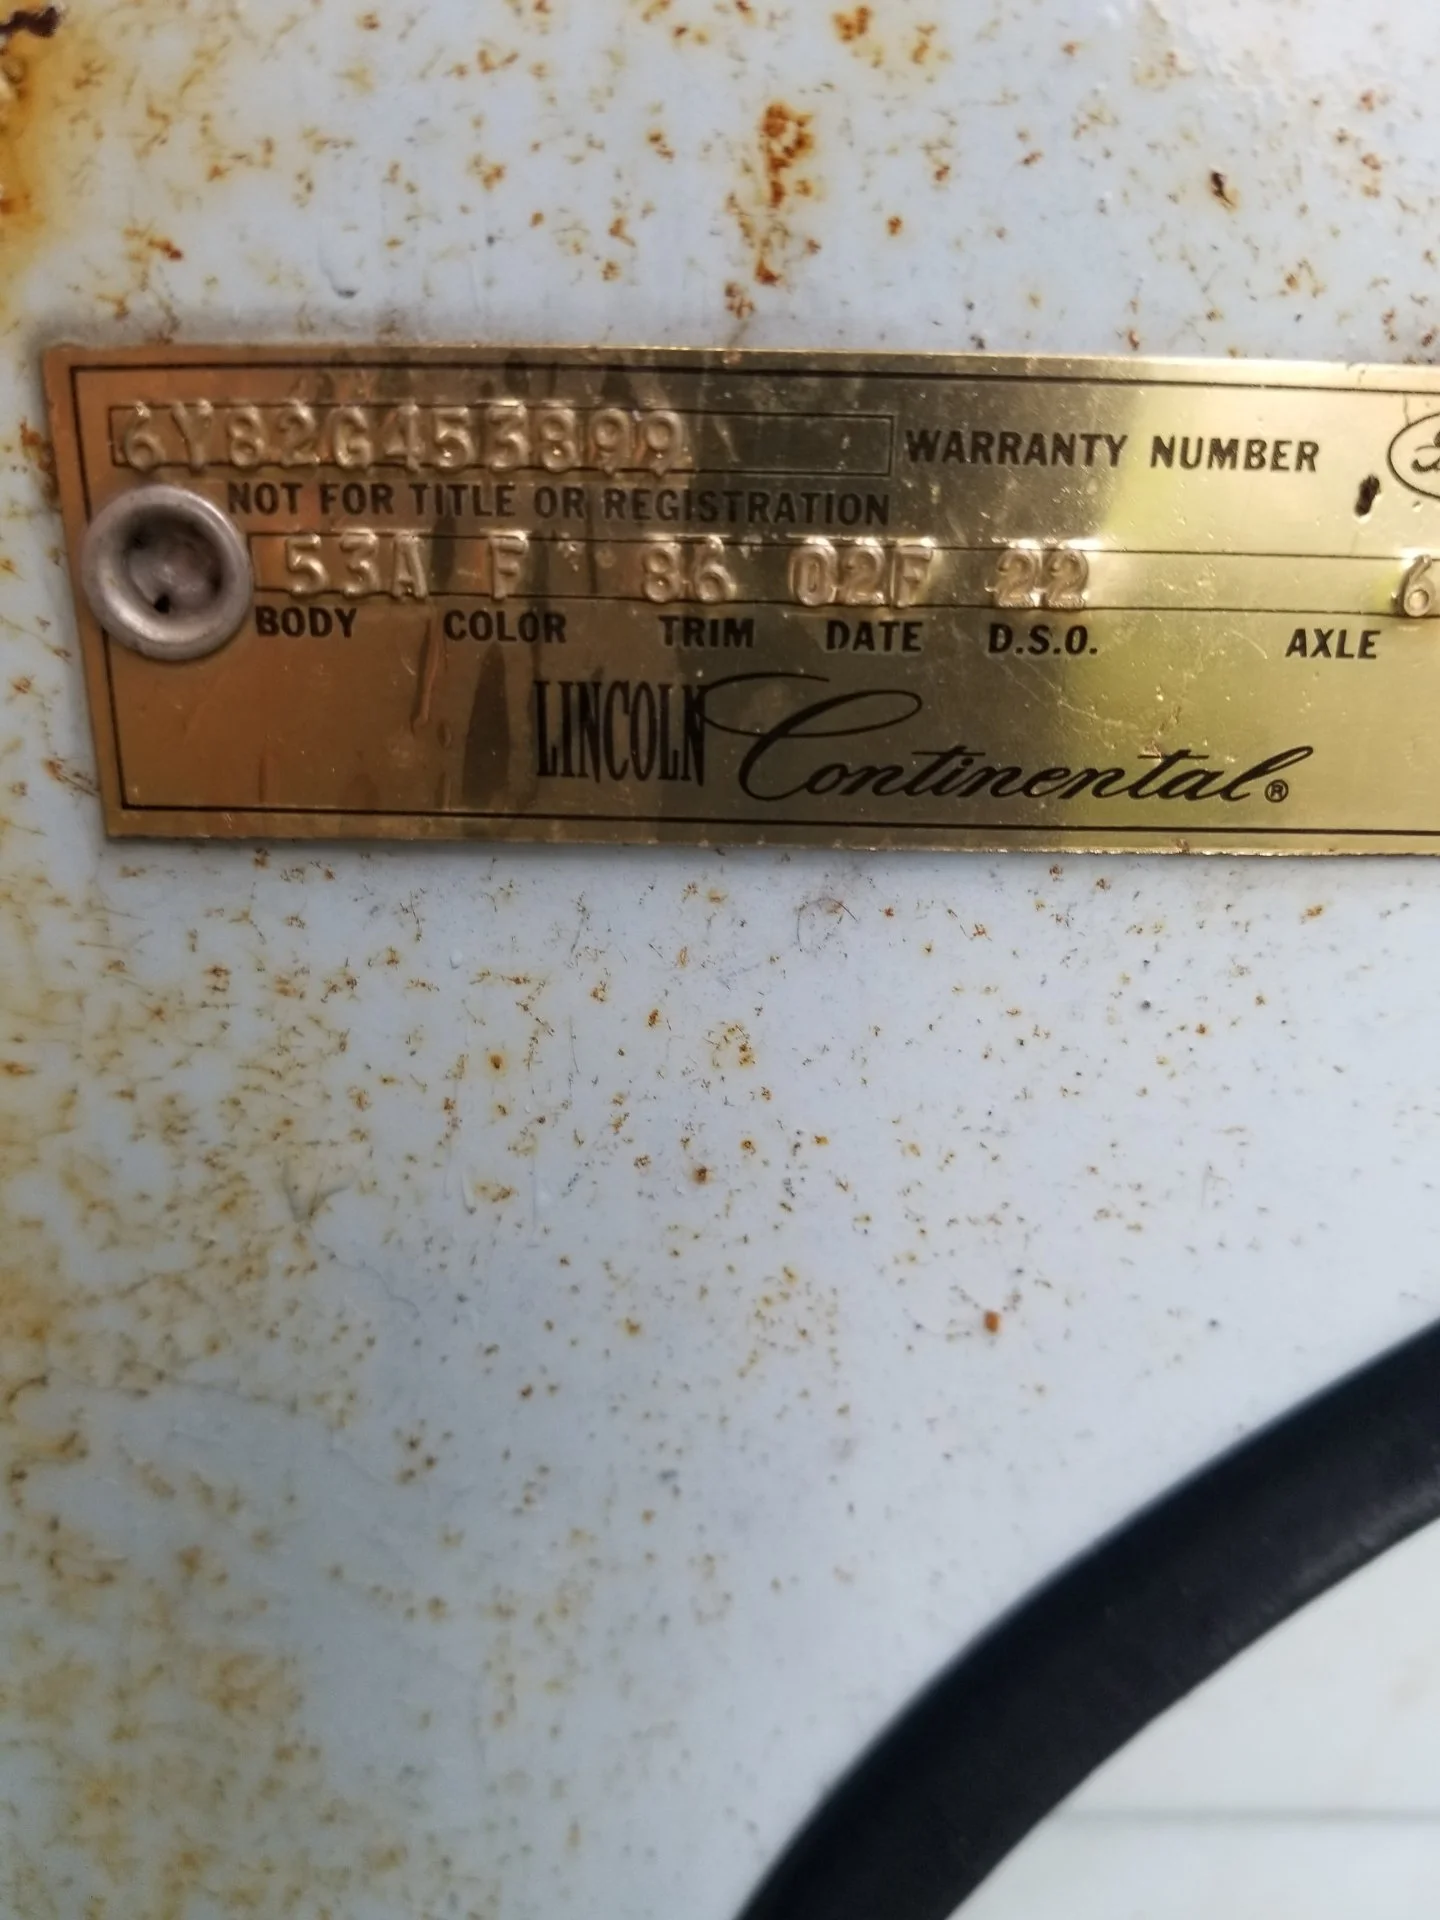 6Y82G453899 WARRANTY NUMBER
NOT FOR TITLE OR REGISTRATION
53A F 86 02F 22 6
BODY COLOR TRIM DATE D.S.O. AXLE
LINCOLN Continental®